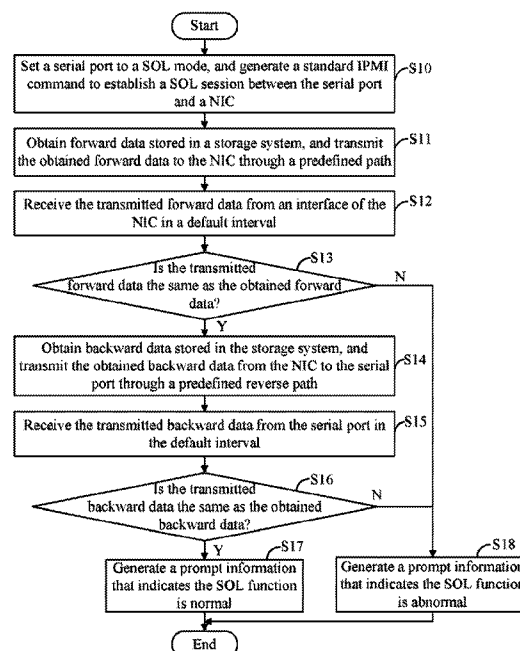 Start
Set a serial port to a SOL mode, and generate a standard IPMI
command to establish a SOL session between the serial port
and a NIC
S10
Obtain forward data stored in a storage system, and transmit
the obtained forward data to the NIC through a predefined path
S11
Receive the transmitted forward data from an interface of the
NIC in a default interval
S12
S13
Is the transmitted
forward data the same as the obtained forward
data?
N
Y
Obtain backward data stored in the storage system, and
transmit the obtained backward data from the NIC to the serial
port through a predefined reverse path
S14
Receive the transmitted backward data from the serial port in
the default interval
S15
S16
Is the transmitted
backward data the same as the obtained
backward data?
N
Y
S17
Generate a prompt information
that indicates the SOL function
is normal
S18
Generate a prompt information
that indicates the SOL function
is abnormal
End